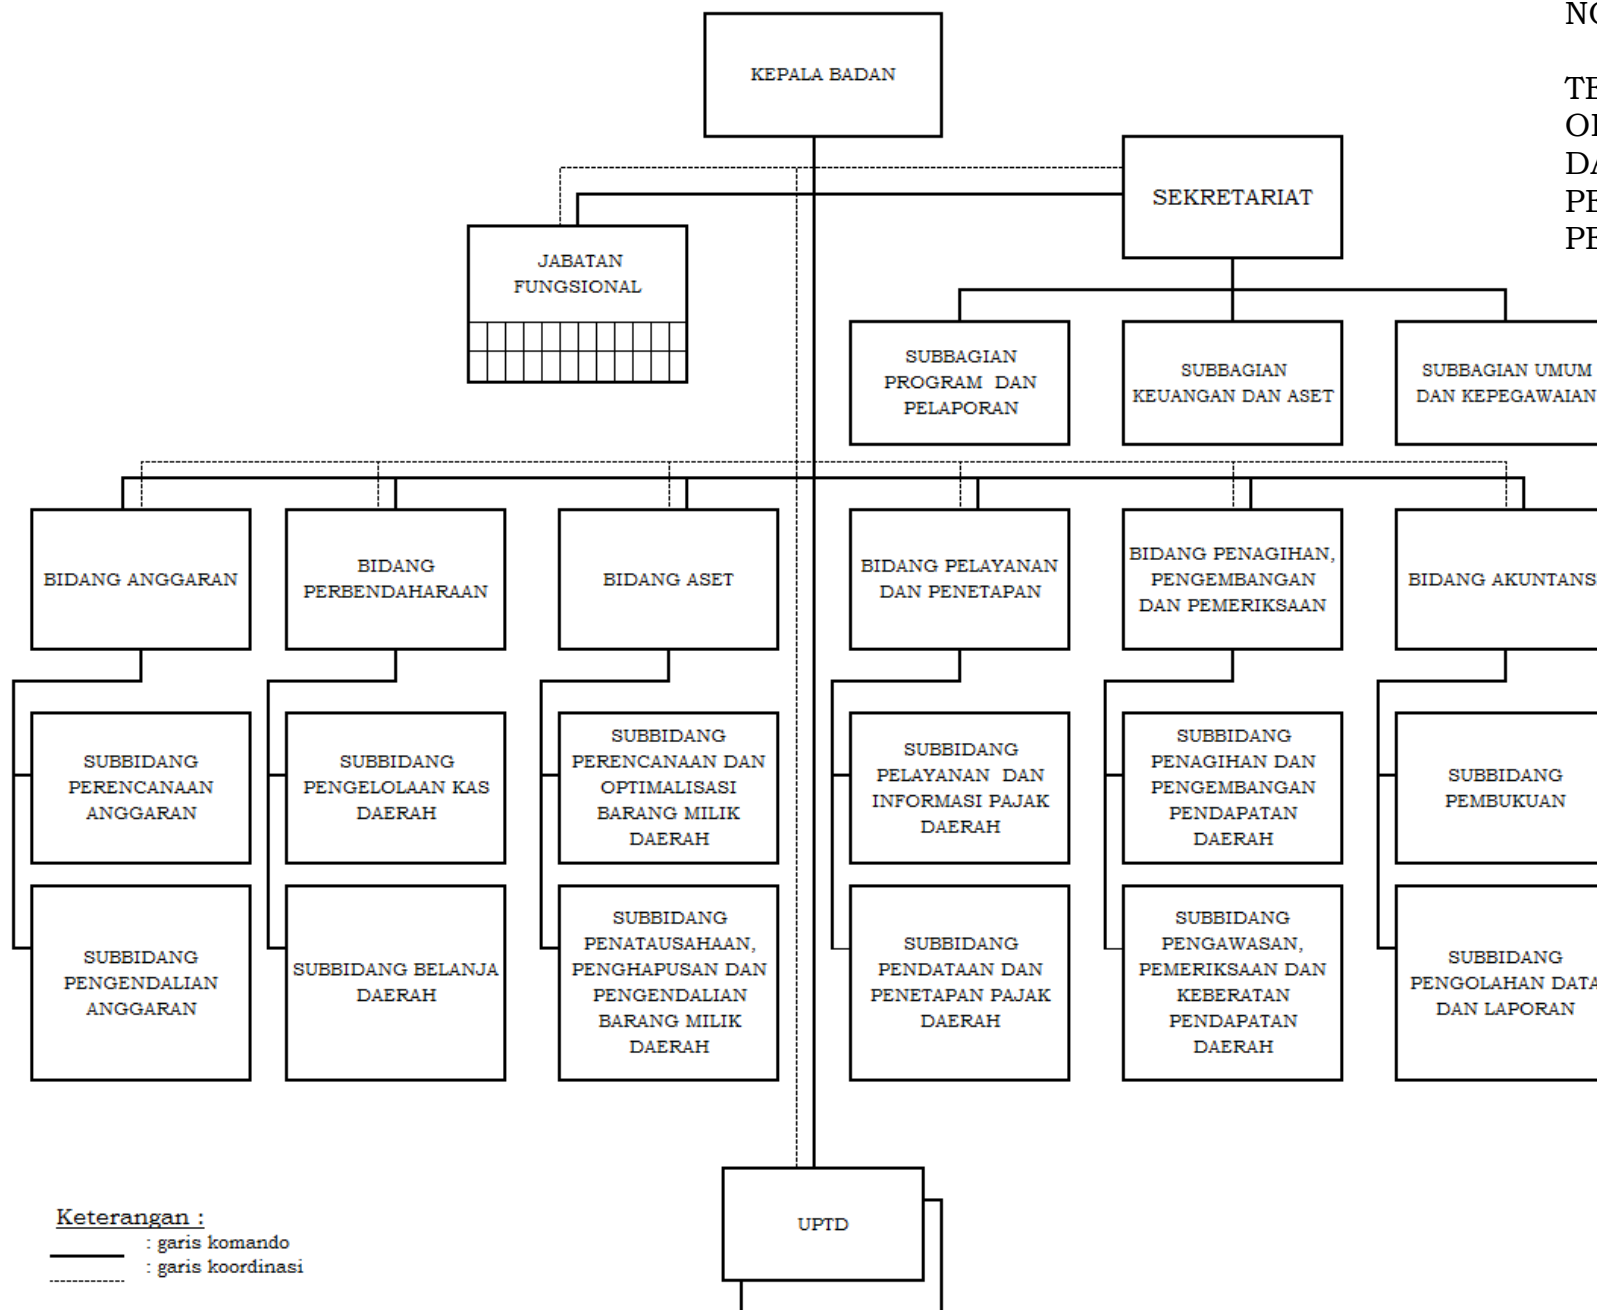 KEPALA BADAN
SEKRETARIAT
JABATAN
FUNGSIONAL
SUBBAGIAN
PROGRAM DAN
PELAPORAN
SUBBAGIAN
KEUANGAN DAN ASET
SUBBAGIAN UMUM
DAN KEPEGAWAIAN
BIDANG ANGGARAN
BIDANG
PERBENDAHARAAN
BIDANG ASET
BIDANG PELAYANAN
DAN PENETAPAN
BIDANG PENAGIHAN,
PENGEMBANGAN
DAN PEMERIKSAAN
BIDANG AKUNTANS
SUBBIDANG
PERENCANAAN
ANGGARAN
SUBBIDANG
PENGELOLAAN KAS
DAERAH
SUBBIDANG
PERENCANAAN DAN
OPTIMALISASI
BARANG MILIK
DAERAH
SUBBIDANG
PELAYANAN DAN
INFORMASI PAJAK
DAERAH
SUBBIDANG
PENAGIHAN DAN
PENGEMBANGAN
PENDAPATAN
DAERAH
SUBBIDANG
PEMBUKUAN
SUBBIDANG
PENGENDALIAN
ANGGARAN
SUBBIDANG BELANJA
DAERAH
SUBBIDANG
PENATAUSAHAAN,
PENGHAPUSAN DAN
PENGENDALIAN
BARANG MILIK
DAERAH
SUBBIDANG
PENDATAAN DAN
PENETAPAN PAJAK
DAERAH
SUBBIDANG
PENGAWASAN,
PEMERIKSAAN DAN
KEBERATAN
PENDAPATAN
DAERAH
SUBBIDANG
PENGOLAHAN DATA
DAN LAPORAN
UPTD
Keterangan :
: garis komando
: garis koordinasi